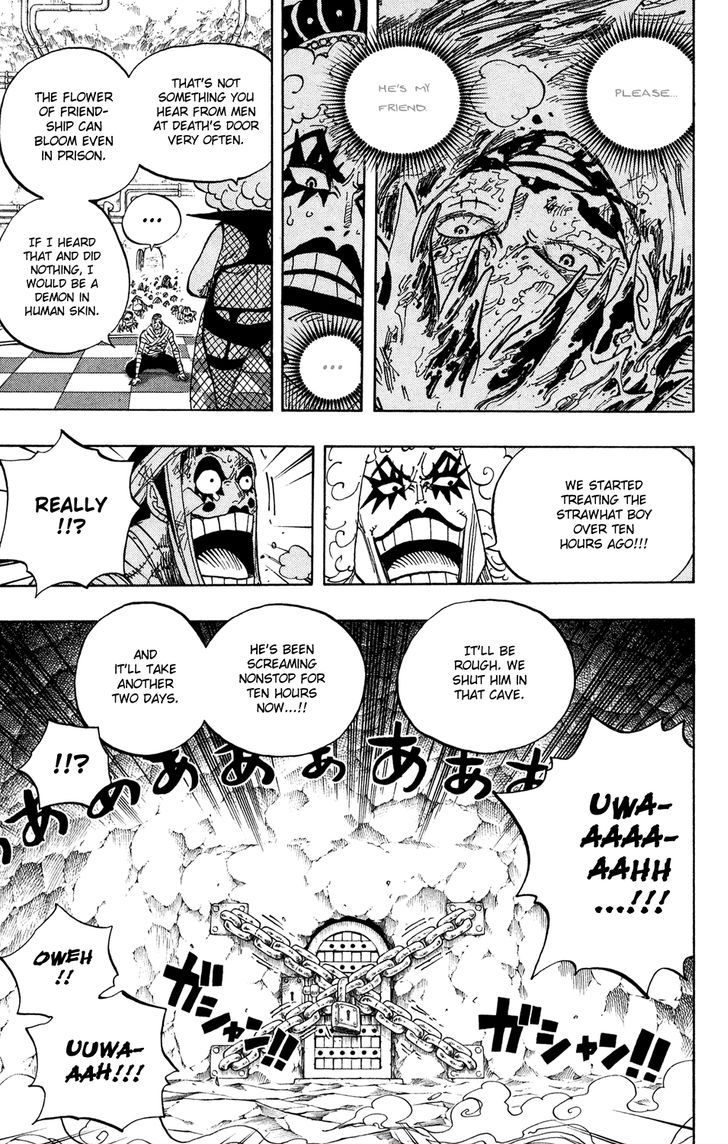 PLEASE...
HE'S MY
FRIEND.
...
THAT'S NOT
SOMETHING YOU
HEAR FROM MEN
AT DEATH'S DOOR
VERY OFTEN.
THE FLOWER
OF FRIEND-
SHIP CAN
BLOOM EVEN
IN PRISON.
...
IF I HEARD
THAT AND DID
NOTHING, I
WOULD BE A
DEMON IN
HUMAN SKIN.
WE STARTED
TREATING THE
STRAWHAT BOY
OVER TEN
HOURS AGO!!!
REALLY
!!?
IT'LL BE
ROUGH. WE
SHUT HIM IN
THAT CAVE.
HE'S BEEN
SCREAMING
NONSTOP FOR
TEN HOURS
NOW...!!
AND
IT'LL TAKE
ANOTHER
TWO DAYS.
!!?
UWA-
AAAAA-
AAHH
...!!!
あああぁあぁああめああ
ガシャン!!
ガシャン!!
OWEH
!!
UUWA-
AAH!!!